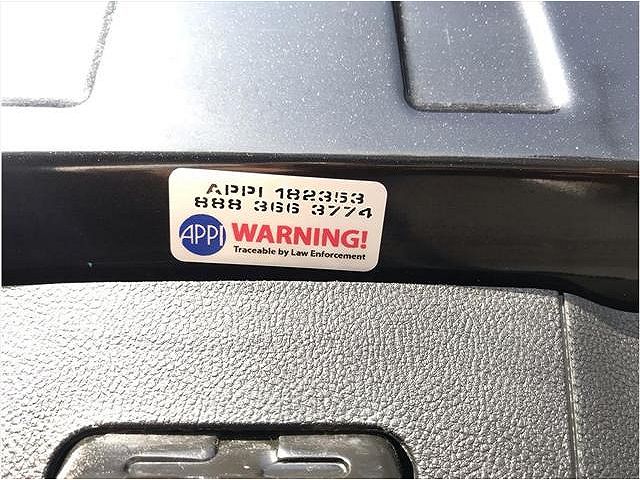 APPI 182353
888 366 3774
APPI WARNING!
Traceable by Law Enforcement